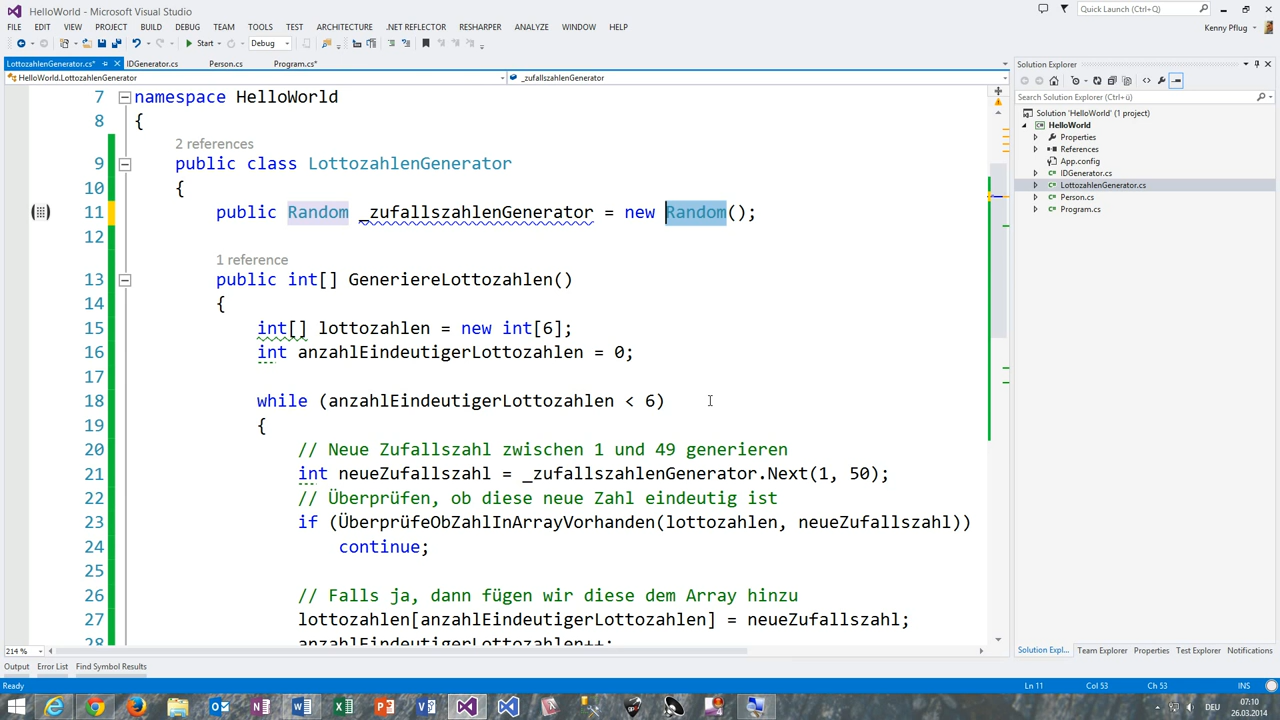 HelloWorld - Microsoft Visual Studio
Quick Launch (Ctrl+Q)
FILE EDIT VIEW PROJECT BUILD DEBUG TEAM TOOLS TEST ARCHITECTURE .NET REFLECTOR RESHARPER ANALYZE WINDOW HELP
Kenny Pflug
Start Debug
LottozahlenGenerator.cs* IDGenerator.cs Person.cs Program.cs*
HelloWorld.LottozahlenGenerator _zufallszahlenGenerator
7 namespace HelloWorld
8 {
2 references
9 public class LottozahlenGenerator
10 {
11 public Random _zufallszahlenGenerator = new Random();
12
1 reference
13 public int[] GeneriereLottozahlen()
14 {
15 int[] lottozahlen = new int[6];
16 int anzahlEindeutigerLottozahlen = 0;
17
18 while (anzahlEindeutigerLottozahlen < 6)
19 {
20 // Neue Zufallszahl zwischen 1 und 49 generieren
21 int neueZufallszahl = _zufallszahlenGenerator.Next(1, 50);
22 // Überprüfen, ob diese neue Zahl eindeutig ist
23 if (ÜberprüfeObZahlInArrayVorhanden(lottozahlen, neueZufallszahl))
24 continue;
25
26 // Falls ja, dann fügen wir diese dem Array hinzu
27 lottozahlen[anzahlEindeutigerLottozahlen] = neueZufallszahl;
28 anzahlEindeutigerLottozahlen++;
214 %
Solution Explorer
Search Solution Explorer (Ctrl+ü)
Solution 'HelloWorld' (1 project)
HelloWorld
Properties
References
App.config
IDGenerator.cs
LottozahlenGenerator.cs
Person.cs
Program.cs
Solution Expl... Team Explorer Properties Test Explorer Notifications
Output Error List Find Symbol Results
Ready Ln 11 Col 53 Ch 53 INS
DEU 07:10
26.03.2014